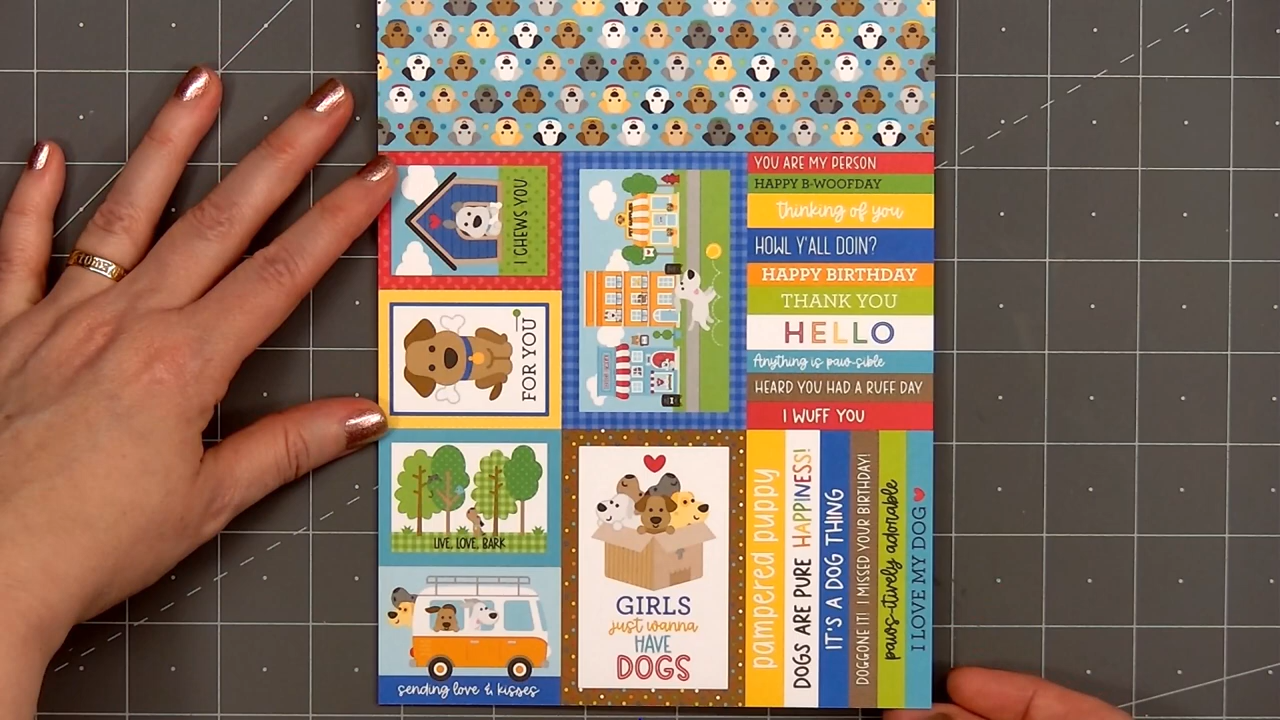 I CHEWS YOU
FOR YOU
LIVE, LOVE, BARK
sending love & kisses
GIRLS
just wanna
HAVE
DOGS
YOU ARE MY PERSON
HAPPY B-WOOFDAY
thinking of you
HOWL Y'ALL DOIN?
HAPPY BIRTHDAY
THANK YOU
HELLO
Anything is paw-sible
HEARD YOU HAD A RUFF DAY
I WUFF YOU
pampered puppy
DOGS ARE PURE HAPPINESS!
IT'S A DOG THING
DOGGONE IT! I MISSED YOUR BIRTHDAY!
paws-itively adorable
I LOVE MY DOG